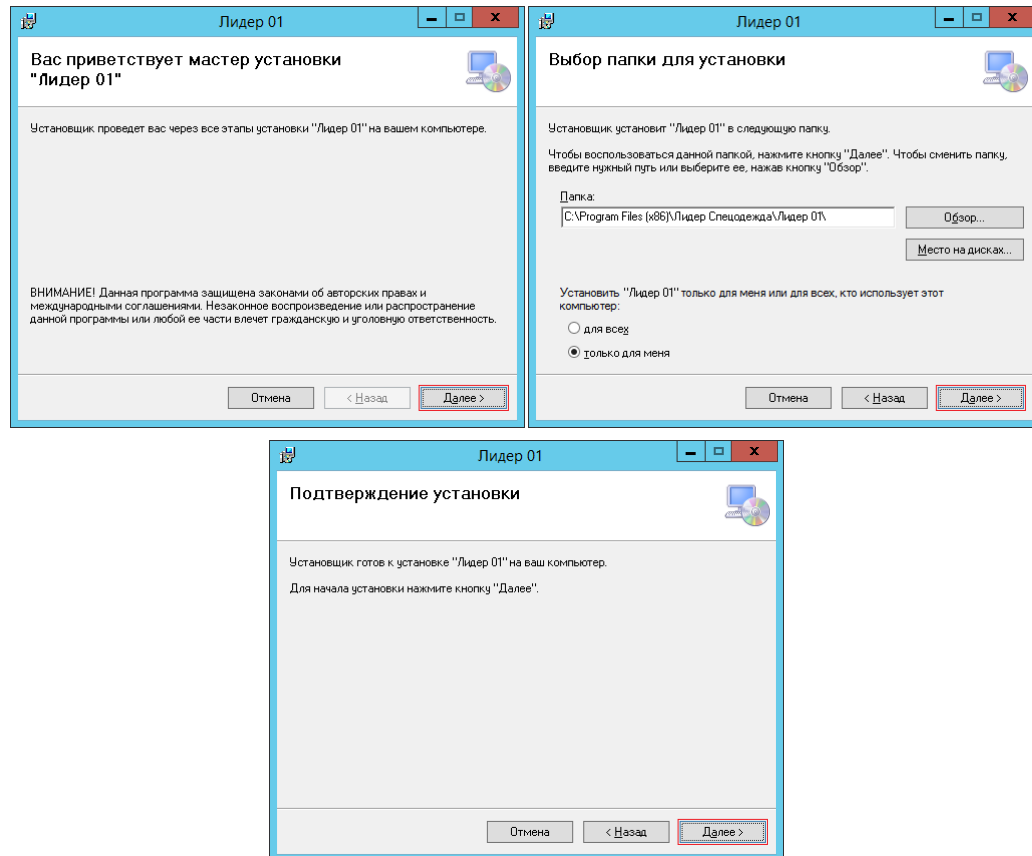 Лидер 01
Вас приветствует мастер установки
"Лидер 01"
Установщик проведет вас через все этапы установки "Лидер 01" на вашем компьютере.
ВНИМАНИЕ! Данная программа защищена законами об авторских правах и
международными соглашениями. Незаконное воспроизведение или распространение
данной программы или любой ее части влечет гражданскую и уголовную ответственность.
Отмена
< Назад
Далее >
Лидер 01
Выбор папки для установки
Установщик установит "Лидер 01" в следующую папку.
Чтобы воспользоваться данной папкой, нажмите кнопку "Далее". Чтобы сменить папку,
введите нужный путь или выберите ее, нажав кнопку "Обзор".
Папка:
C:\Program Files (x86)\Лидер Спецодежда\Лидер 01\
Обзор...
Место на дисках...
Установить "Лидер 01" только для меня или для всех, кто использует этот
компьютер:
для всех
только для меня
Отмена
< Назад
Далее >
Лидер 01
Подтверждение установки
Установщик готов к установке "Лидер 01" на ваш компьютер.
Для начала установки нажмите кнопку "Далее".
Отмена
< Назад
Далее >